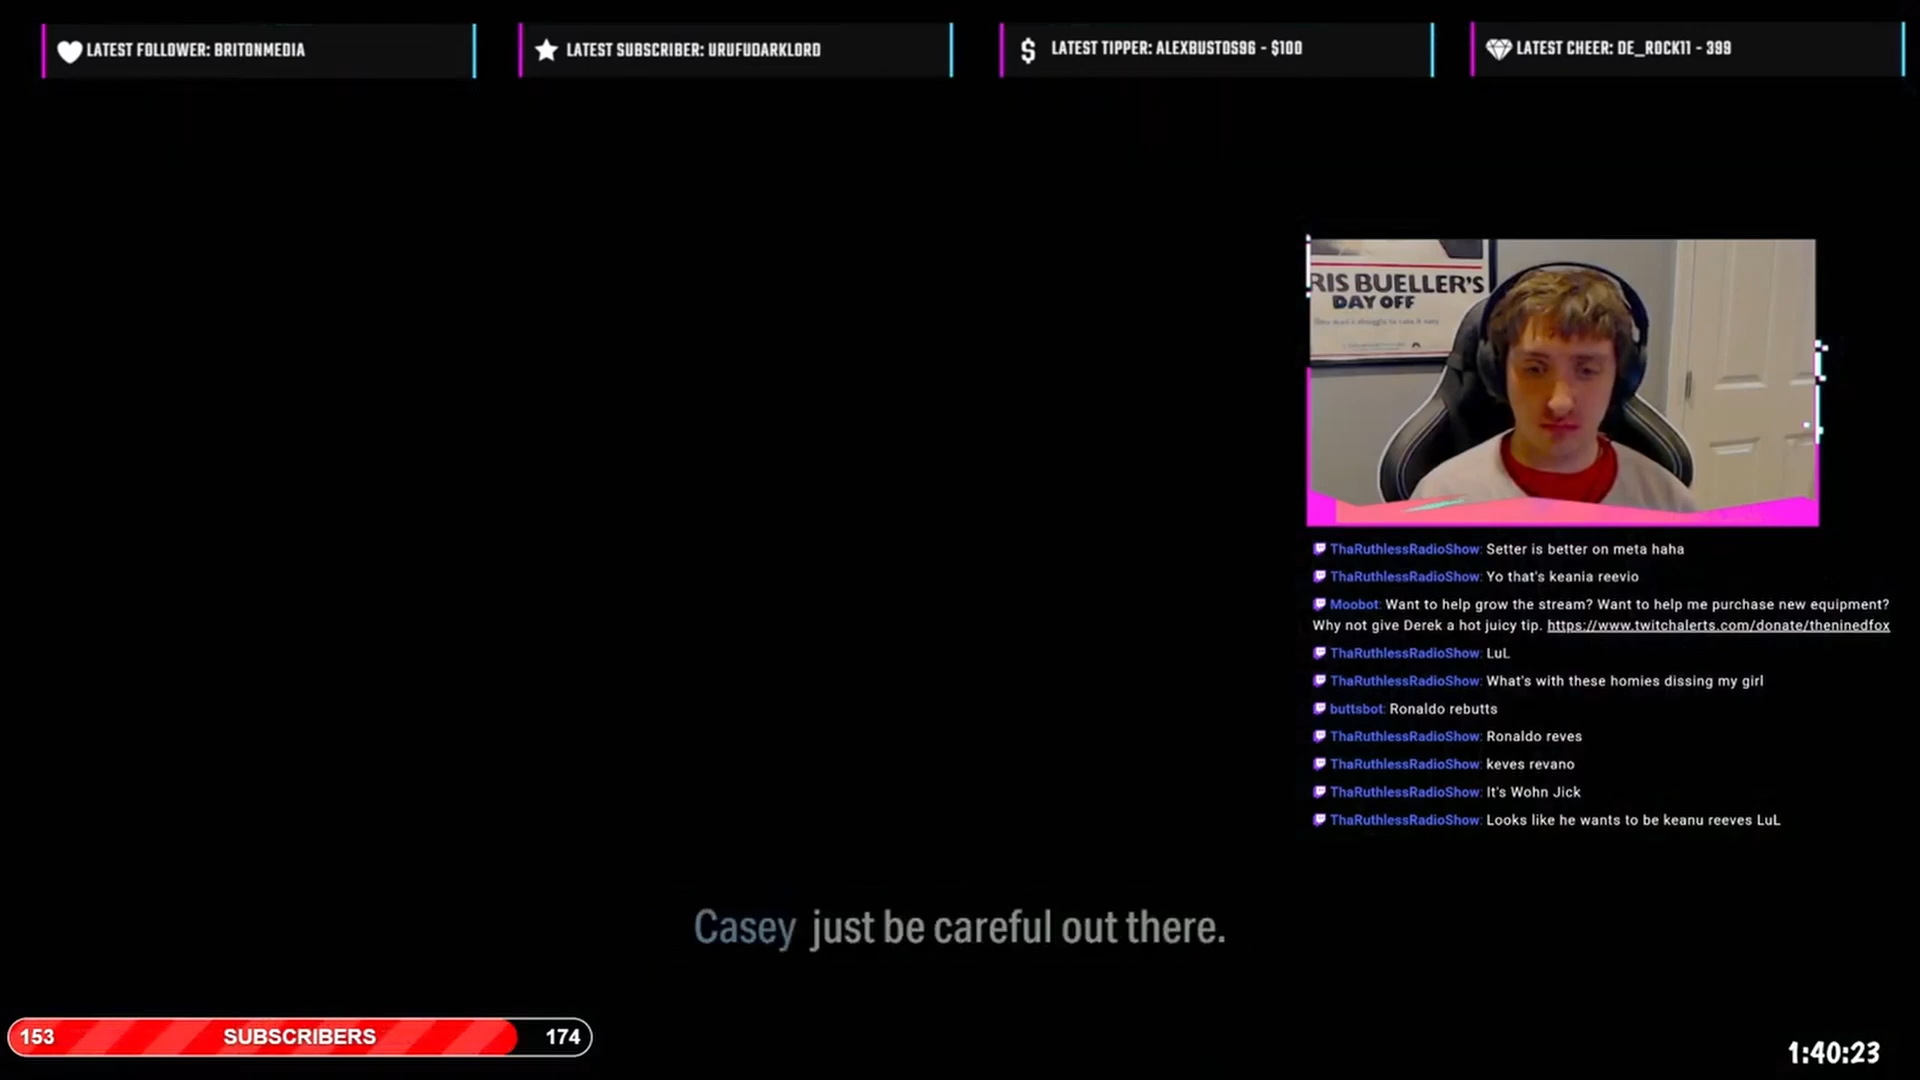 LATEST FOLLOWER: BRITONMEDIA
LATEST SUBSCRIBER: URUFUDARKLORD
LATEST TIPPER: ALEXBUSTOS96 - $100
LATEST CHEER: DE_ROCK11 - 399
RIS BUELLER'S
DAY OFF
ThaRuthlessRadioShow: Setter is better on meta haha
ThaRuthlessRadioShow: Yo that's keania reevio
Moobot: Want to help grow the stream? Want to help me purchase new equipment?
Why not give Derek a hot juicy tip. https://www.twitchalerts.com/donate/theninedfox
ThaRuthlessRadioShow: LuL
ThaRuthlessRadioShow: What's with these homies dissing my girl
buttsbot: Ronaldo rebutts
ThaRuthlessRadioShow: Ronaldo reves
ThaRuthlessRadioShow: keves revano
ThaRuthlessRadioShow: It's Wohn Jick
ThaRuthlessRadioShow: Looks like he wants to be keanu reeves LuL
Casey just be careful out there.
153 SUBSCRIBERS 174
1:40:23